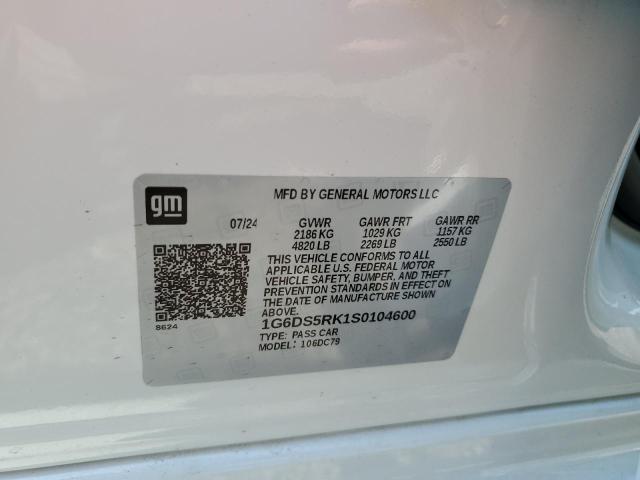 gm
MFD BY GENERAL MOTORS LLC
07/24 GVWR GAWR FRT GAWR RR
2186 KG 1029 KG 1157 KG
4820 LB 2269 LB 2550 LB
THIS VEHICLE CONFORMS TO ALL
APPLICABLE U.S. FEDERAL MOTOR
VEHICLE SAFETY, BUMPER, AND THEFT
PREVENTION STANDARDS IN EFFECT ON
THE DATE OF MANUFACTURE SHOWN
ABOVE.
8624
1G6DS5RK1S0104600
TYPE: PASS CAR
MODEL: 106DC79